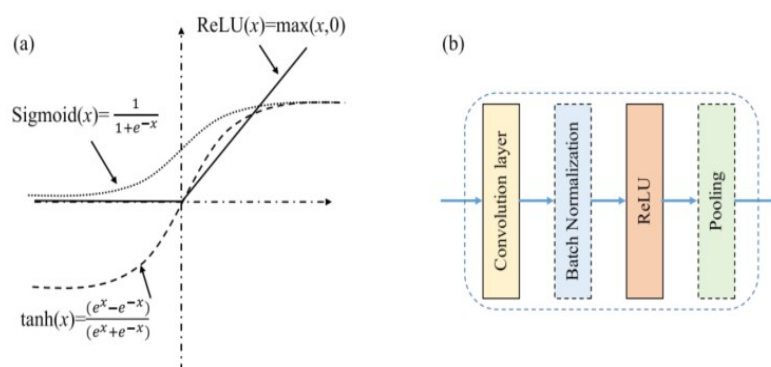 (a)
ReLU(x)=max(x,0)
Sigmoid(x)=1/(1+e^{-x})
tanh(x)=(e^x−e^{-x})/(e^x+e^{-x})
(b)
Convolution layer
Batch Normalization
ReLU
Pooling